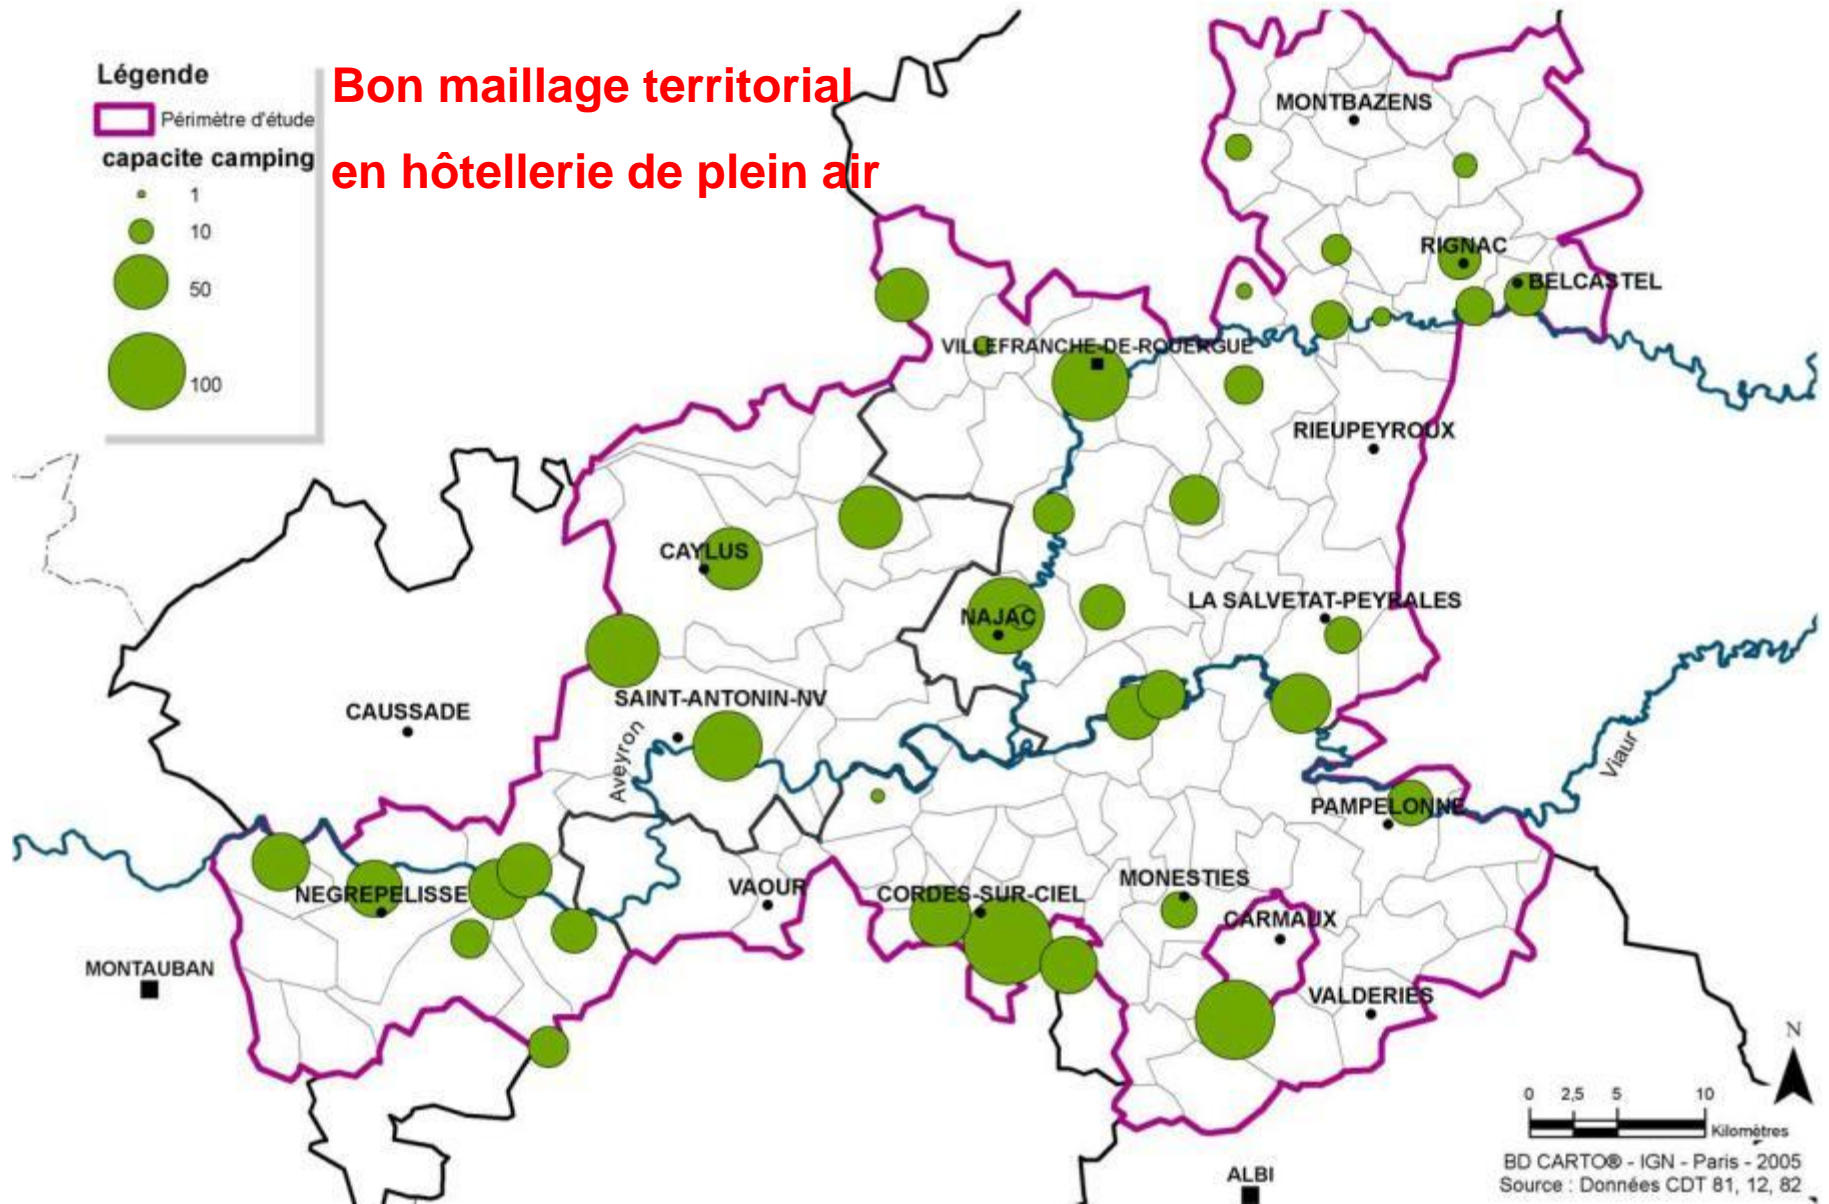 Légende
Périmètre d'étude
capacite camping
1
10
50
100
Bon maillage territorial
en hôtellerie de plein air
MONTBAZENS
RIGNAC
BELCASTEL
VILLEFRANCHE-DE-ROUERGUE
RIEUPEYROUX
CAYLUS
NAJAC
LA SALVETAT-PEYRALES
SAINT-ANTONIN-NV
CAUSSADE
Aveyron
Viaur
PAMPELONNE
NEGREPELISSE
VAOUR
CORDES-SUR-CIEL
MONESTIES
CARMAUX
MONTAUBAN
VALDERIES
ALBI
N
0 2,5 5 10
Kilomètres
BD CARTO® - IGN - Paris - 2005
Source : Données CDT 81, 12, 82